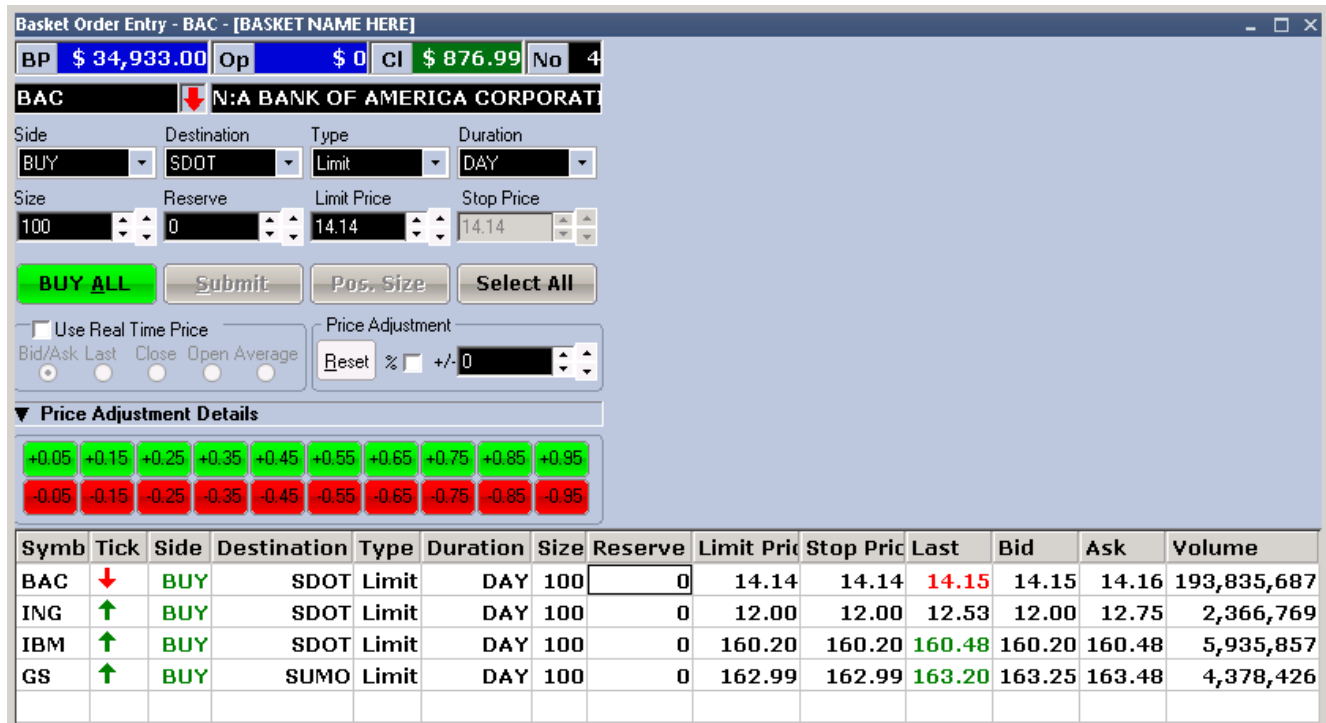 Basket Order Entry - BAC - [BASKET NAME HERE]
BP $ 34,933.00 Op $ 0 Cl $ 876.99 No 4
BAC N:A BANK OF AMERICA CORPORATI
Side Destination Type Duration
BUY SDOT Limit DAY
Size Reserve Limit Price Stop Price
100 0 14.14 14.14
BUY ALL Submit Pos. Size Select All
Use Real Time Price Price Adjustment
Bid/Ask Last Close Open Average
Reset % +/- 0
▼ Price Adjustment Details
+0.05 +0.15 +0.25 +0.35 +0.45 +0.55 +0.65 +0.75 +0.85 +0.95
-0.05 -0.15 -0.25 -0.35 -0.45 -0.55 -0.65 -0.75 -0.85 -0.95
Symb Tick Side Destination Type Duration Size Reserve Limit Pric Stop Pric Last Bid Ask Volume
BAC BUY SDOT Limit DAY 100 0 14.14 14.14 14.15 14.15 14.16 193,835,687
ING BUY SDOT Limit DAY 100 0 12.00 12.00 12.53 12.00 12.75 2,366,769
IBM BUY SDOT Limit DAY 100 0 160.20 160.20 160.48 160.20 160.48 5,935,857
GS BUY SUMO Limit DAY 100 0 162.99 162.99 163.20 163.25 163.48 4,378,426